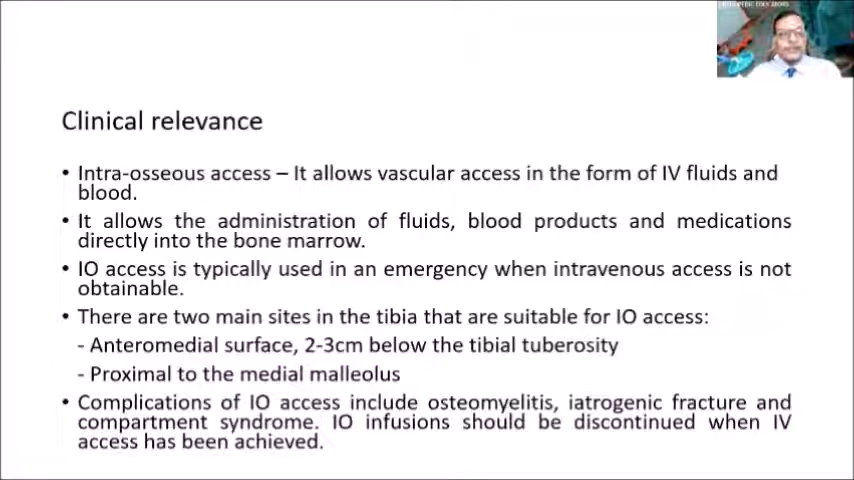 Clinical relevance
• Intra-osseous access – It allows vascular access in the form of IV fluids and
blood.
• It allows the administration of fluids, blood products and medications
directly into the bone marrow.
• IO access is typically used in an emergency when intravenous access is not
obtainable.
• There are two main sites in the tibia that are suitable for IO access:
- Anteromedial surface, 2-3cm below the tibial tuberosity
- Proximal to the medial malleolus
• Complications of IO access include osteomyelitis, iatrogenic fracture and
compartment syndrome. IO infusions should be discontinued when IV
access has been achieved.